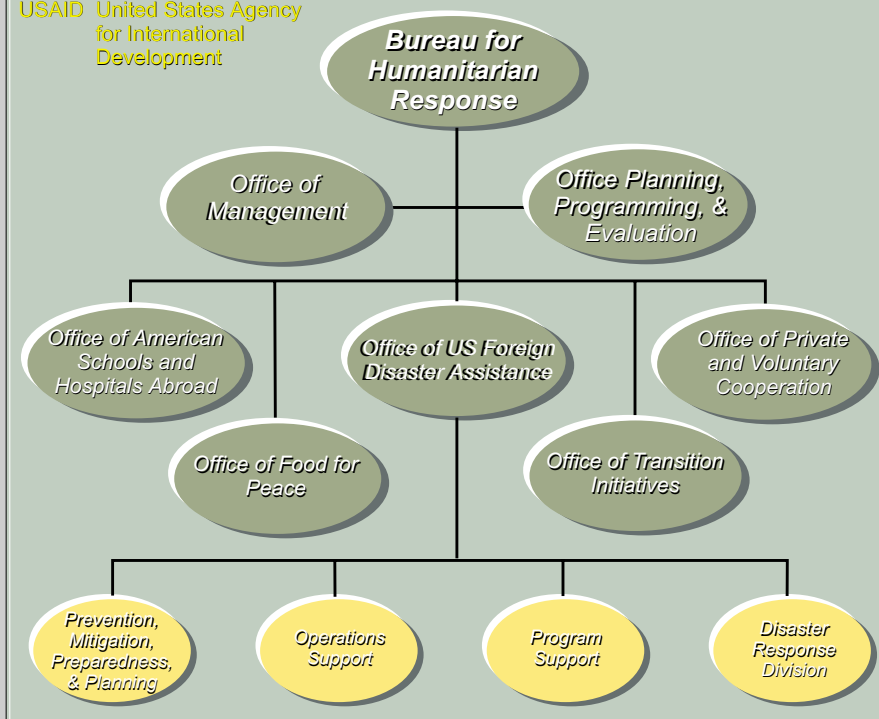 USAID United States Agency
for International
Development
Bureau for
Humanitarian
Response
Office of
Management
Office Planning,
Programming, &
Evaluation
Office of American
Schools and
Hospitals Abroad
Office of US Foreign
Disaster Assistance
Office of Private
and Voluntary
Cooperation
Office of Food for
Peace
Office of Transition
Initiatives
Prevention,
Mitigation,
Preparedness,
& Planning
Operations
Support
Program
Support
Disaster
Response
Division